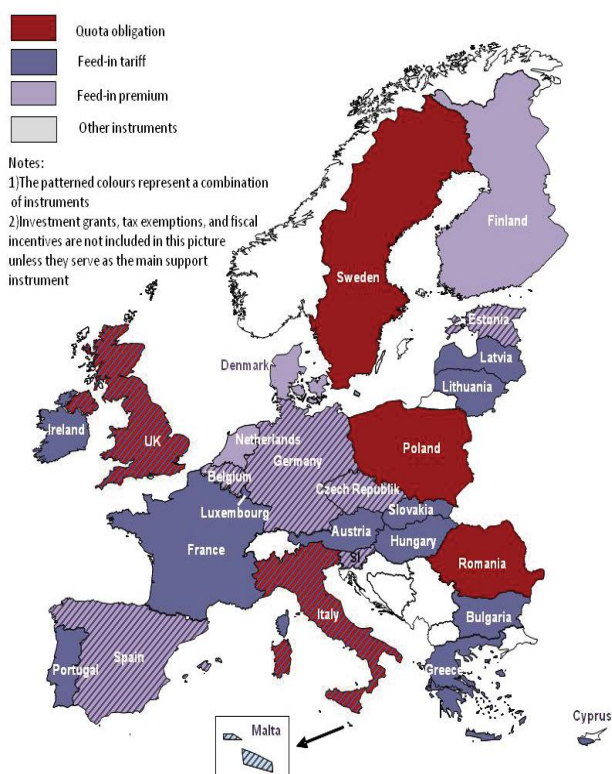 Quota obligation
Feed-in tariff
Feed-in premium
Other instruments
Notes:
1)The patterned colours represent a combination
of instruments
2)Investment grants, tax exemptions, and fiscal
incentives are not included in this picture
unless they serve as the main support
instrument
Finland
Sweden
Estonia
Latvia
Denmark
Lithuania
Ireland
UK
Netherlands
Poland
Germany
Belgium
Czech Republik
Luxembourg
Slovakia
Austria
France
Hungary
SI
Romania
Italy
Bulgaria
Portugal
Spain
Greece
Malta
Cyprus